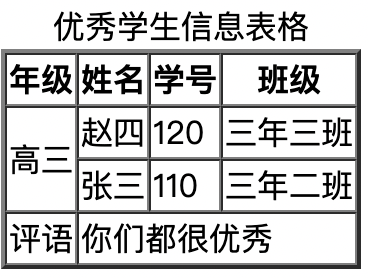 优秀学生信息表格
年级 姓名 学号 班级
高三 赵四 120 三年三班
张三 110 三年二班
评语 你们都很优秀